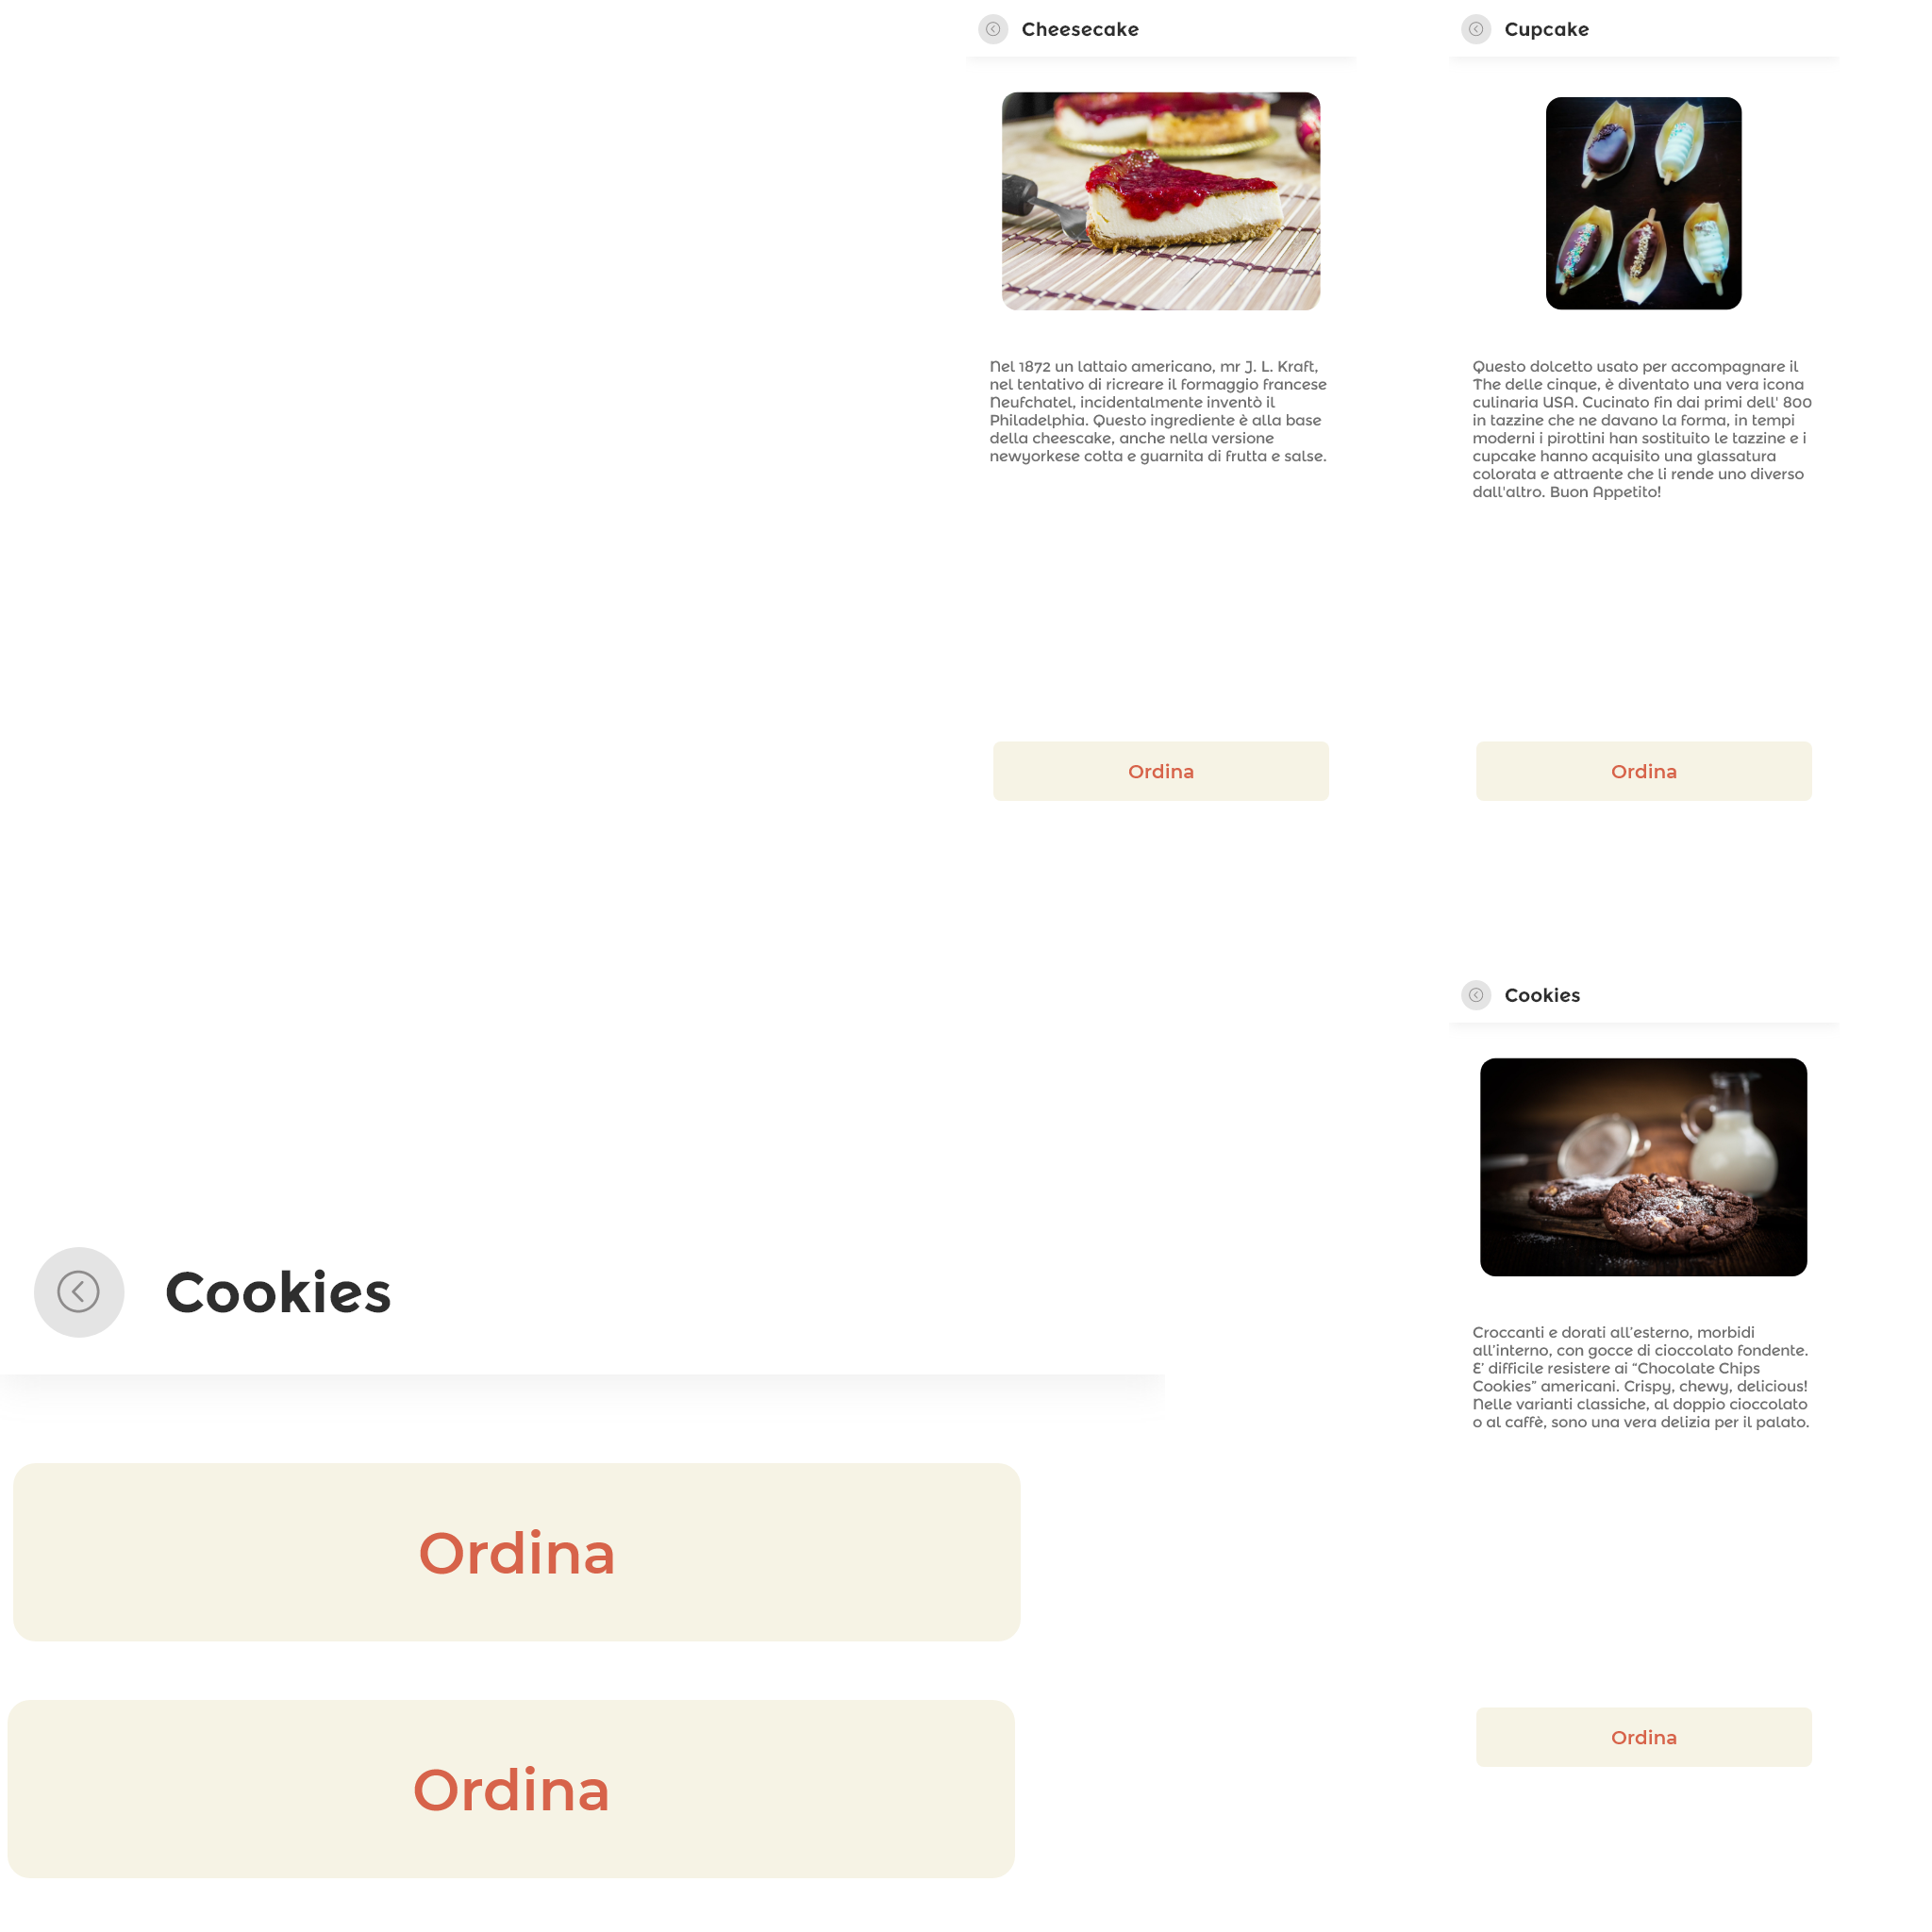 Cheesecake
Nel 1872 un lattaio americano, mr J. L. Kraft,
nel tentativo di ricreare il formaggio francese
Neufchatel, incidentalmente inventò il
Philadelphia. Questo ingrediente è alla base
della cheescake, anche nella versione
newyorkese cotta e guarnita di frutta e salse.
Ordina
Cupcake
Questo dolcetto usato per accompagnare il
The delle cinque, è diventato una vera icona
culinaria USA. Cucinato fin dai primi dell' 800
in tazzine che ne davano la forma, in tempi
moderni i pirottini han sostituito le tazzine e i
cupcake hanno acquisito una glassatura
colorata e attraente che li rende uno diverso
dall'altro. Buon Appetito!
Ordina
Cookies
Ordina
Ordina
Cookies
Croccanti e dorati all’esterno, morbidi
all’interno, con gocce di cioccolato fondente.
E’ difficile resistere ai “Chocolate Chips
Cookies” americani. Crispy, chewy, delicious!
Nelle varianti classiche, al doppio cioccolato
o al caffè, sono una vera delizia per il palato.
Ordina